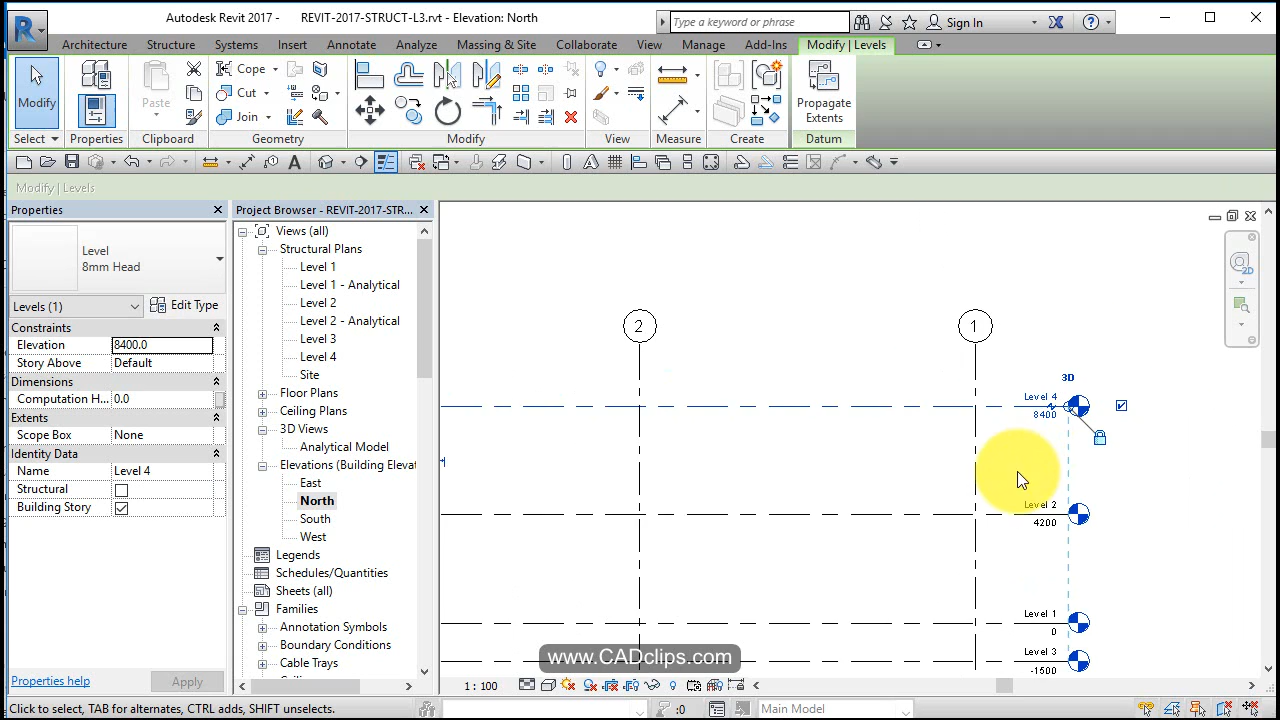 Autodesk Revit 2017 - REVIT-2017-STRUCT-L3.rvt - Elevation: North
Type a keyword or phrase
Sign In
Architecture Structure Systems Insert Annotate Analyze Massing & Site Collaborate View Manage Add-Ins Modify | Levels
Modify
Paste
Cope
Cut
Join
Propagate
Extents
Select Properties Clipboard Geometry Modify View Measure Create Datum
Modify | Levels
Properties
Level
8mm Head
Levels (1) Edit Type
Constraints
Elevation 8400.0
Story Above Default
Dimensions
Computation H... 0.0
Extents
Scope Box None
Identity Data
Name Level 4
Structural
Building Story
Properties help Apply
Project Browser - REVIT-2017-STR...
Views (all)
Structural Plans
Level 1
Level 1 - Analytical
Level 2
Level 2 - Analytical
Level 3
Level 4
Site
Floor Plans
Ceiling Plans
3D Views
Analytical Model
Elevations (Building Elevat
East
North
South
West
Legends
Schedules/Quantities
Sheets (all)
Families
Annotation Symbols
Boundary Conditions
Cable Trays
2D
2 1
3D
Level 4
8400
Level 2
4200
Level 1
0
Level 3
-1500
www.CADclips.com
1 : 100
Click to select, TAB for alternates, CTRL adds, SHIFT unselects.
:0
Main Model